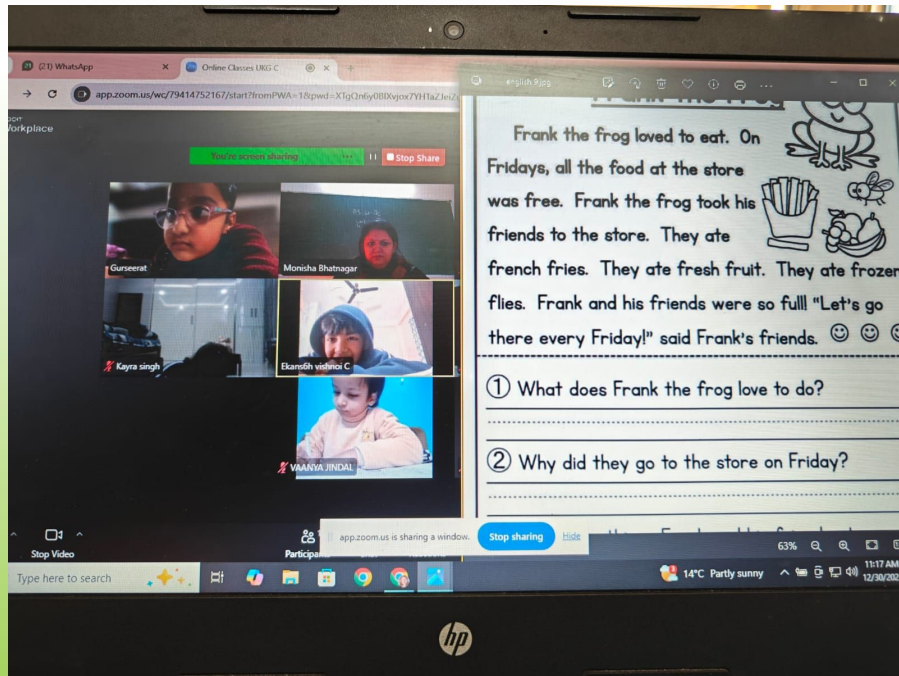 (21) WhatsApp
Online Classes UKG C
app.zoom.us/wc/79414752167/start?fromPWA=1&pwd=
Workplace
You're screen sharing
Stop Share
english 9.jpg
Frank the frog loved to eat. On
Fridays, all the food at the store
was free. Frank the frog took his
friends to the store. They ate
french fries. They ate fresh fruit. They ate frozen
flies. Frank and his friends were so full! "Let's go
there every Friday!" said Frank's friends.
① What does Frank the frog love to do?
② Why did they go to the store on Friday?
Gurseerat
Monisha Bhatnagar
Kayra singh
Ekansöh vishnoi C
VAANYA JINDAL
Stop Video
app.zoom.us is sharing a window.
Stop sharing
Hide
63%
Type here to search
14°C Partly sunny
11:17 AM
12/30/202
hp